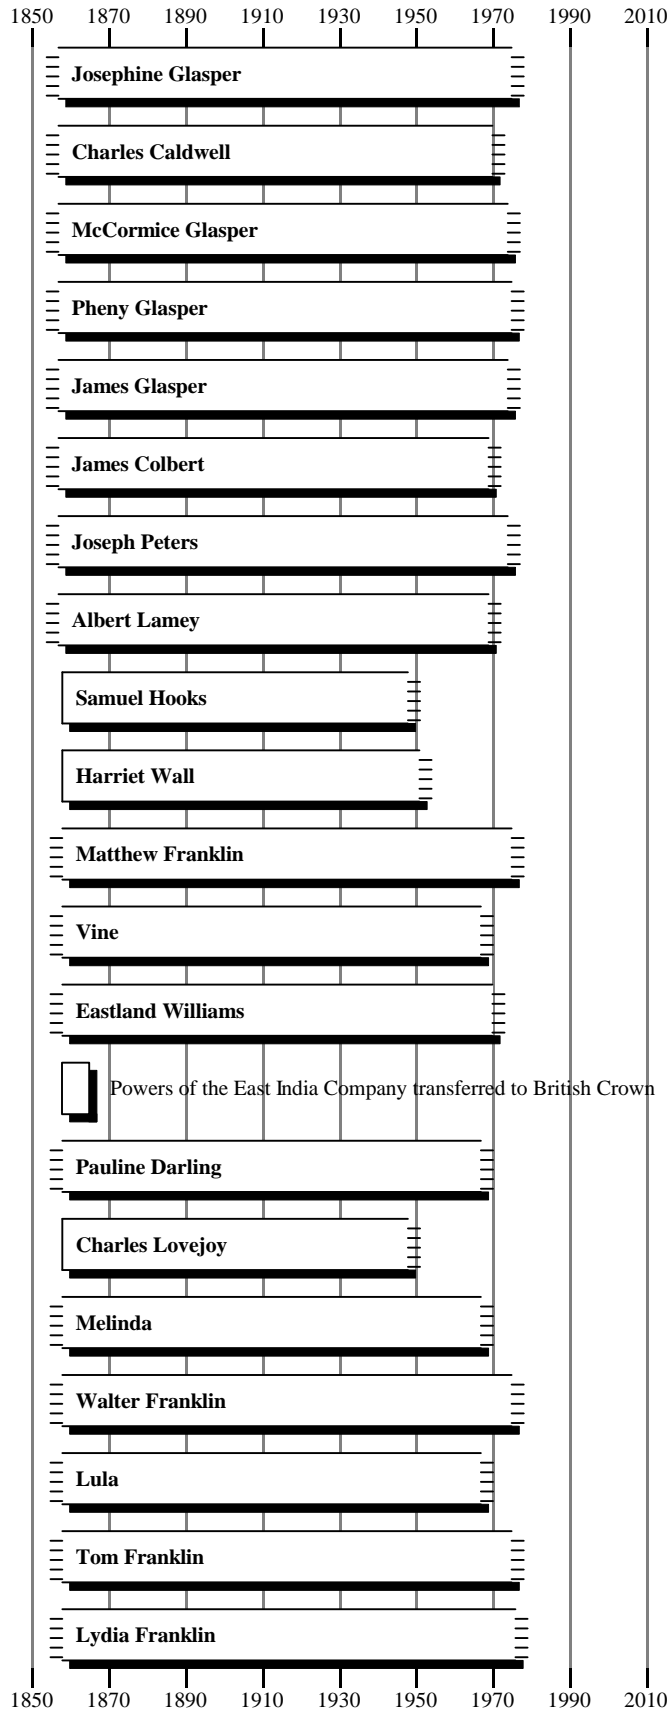 1850 1870 1890 1910 1930 1950 1970 1990 2010
Josephine Glasper
Charles Caldwell
McCormice Glasper
Pheny Glasper
James Glasper
James Colbert
Joseph Peters
Albert Lamey
Samuel Hooks
Harriet Wall
Matthew Franklin
Vine
Eastland Williams
Powers of the East India Company transferred to British Crown
Pauline Darling
Charles Lovejoy
Melinda
Walter Franklin
Lula
Tom Franklin
Lydia Franklin
1850 1870 1890 1910 1930 1950 1970 1990 2010